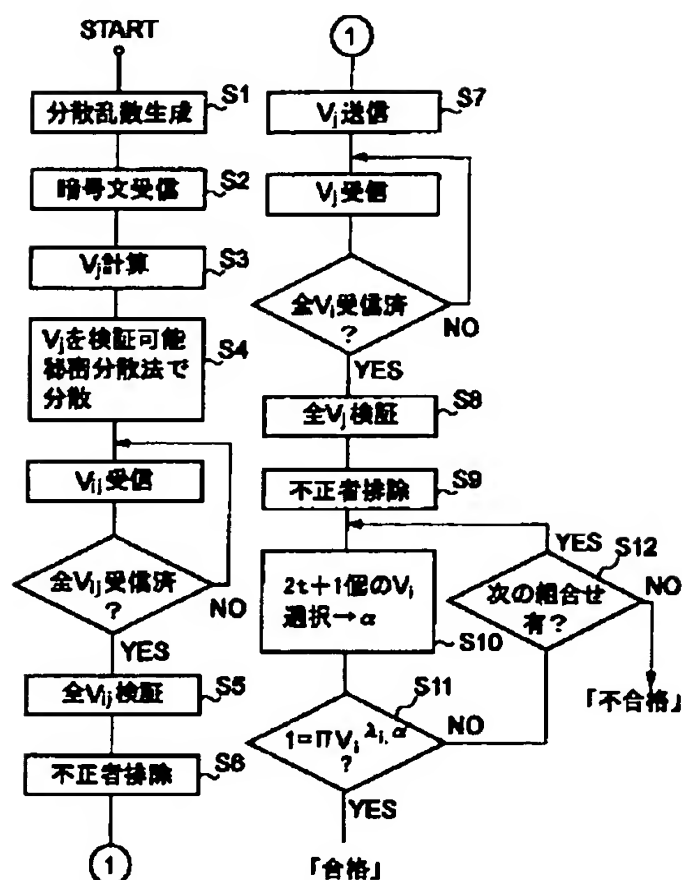 START
分散乱数生成
S1
暗号文受信
S2
Vj計算
S3
Vjを検証可能
秘密分散法で
分散
S4
Vij受信
全Vij受信済
?
NO
YES
全Vij検証
S5
不正者排除
S6
1
1
Vj送信
S7
Vj受信
全Vi受信済
?
NO
YES
全Vj検証
S8
不正者排除
S9
2t+1個のVi
選択→α
S10
1=ΠVi^λi,α
?
S11
NO
YES
「合格」
次の組合せ
有?
S12
YES
NO
「不合格」